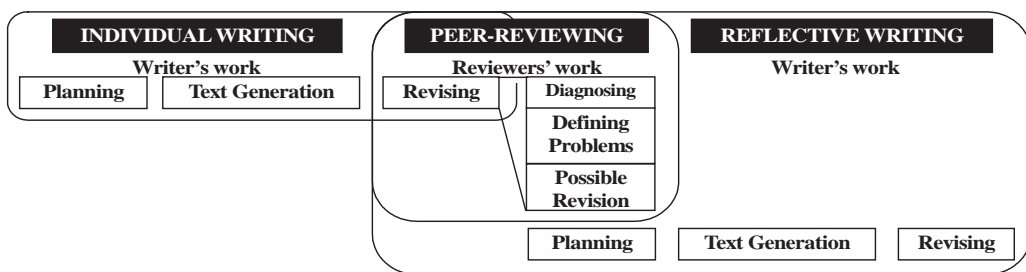 INDIVIDUAL WRITING
PEER-REVIEWING
REFLECTIVE WRITING
Writer's work
Reviewers' work
Writer's work
Planning
Text Generation
Revising
Diagnosing
Defining
Problems
Possible
Revision
Planning
Text Generation
Revising